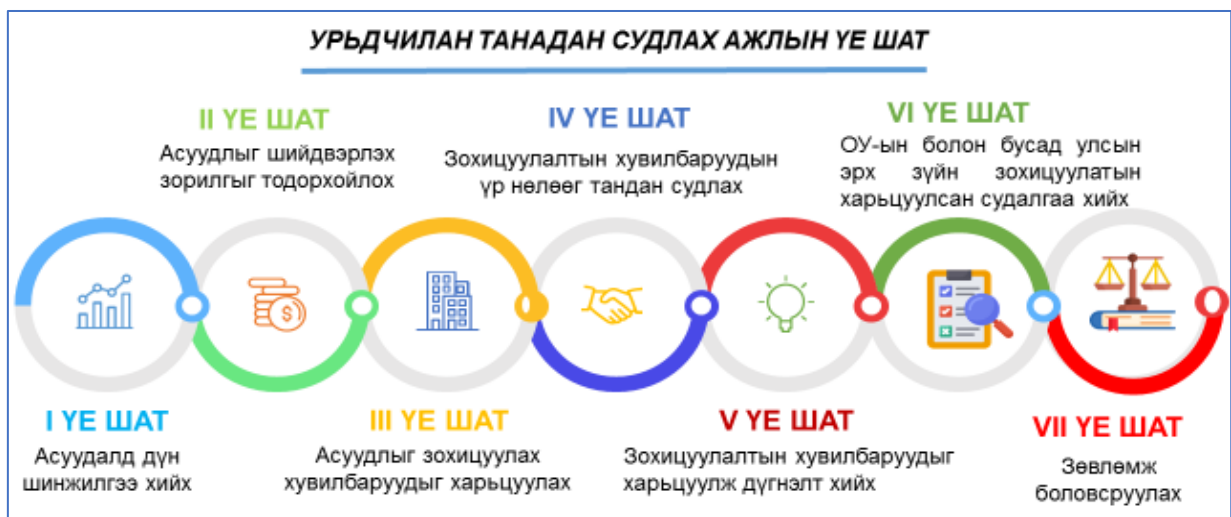 УРЬДЧИЛАН ТАНАДАН СУДЛАХ АЖЛЫН ҮЕ ШАТ
I ҮЕ ШАТ
Асуудалд дүн
шинжилгээ хийх
II ҮЕ ШАТ
Асуудлыг шийдвэрлэх
зорилгыг тодорхойлох
III ҮЕ ШАТ
Асуудлыг зохицуулах
хувилбаруудыг харьцуулах
IV ҮЕ ШАТ
Зохицуулалтын хувилбаруудын
үр нөлөөг тандан судлах
V ҮЕ ШАТ
Зохицуулалтын хувилбаруудыг
харьцуулж дүгнэлт хийх
VI ҮЕ ШАТ
ОУ-ын болон бусад улсын
эрх зүйн зохицуулатын
харьцуулсан судалгаа хийх
VII ҮЕ ШАТ
Зөвлөмж
боловсруулах